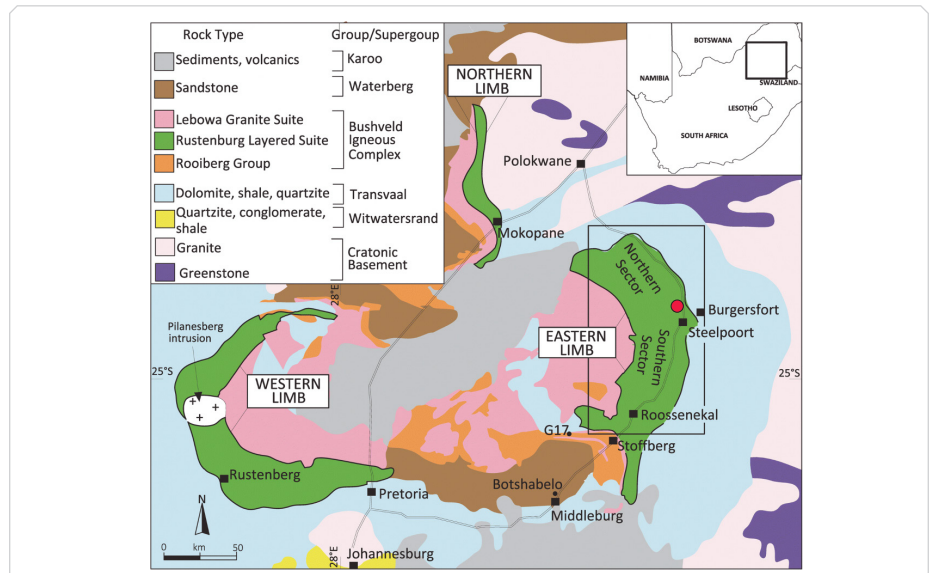 Rock Type
Group/Supergoup
Sediments, volcanics
Karoo
Sandstone
Waterberg
Lebowa Granite Suite
Rustenburg Layered Suite
Rooiberg Group
Bushveld
Igneous
Complex
Dolomite, shale, quartzite
Transvaal
Quartzite, conglomerate,
shale
Witwatersrand
Granite
Greenstone
Cratonic
Basement
NORTHERN
LIMB
BOTSWANA
NAMIBIA
SWAZILAND
LESOTHO
SOUTH AFRICA
Polokwane
Mokopane
28°E
Northern
Sector
Burgersfort
Steelpoort
Pilanesberg
intrusion
EASTERN
LIMB
Southern
Sector
25°S
25°S
WESTERN
LIMB
Roossenekal
G17
Stoffberg
Rustenberg
Pretoria
Botshabelo
Middleburg
N
0 km 50
28°E
Johannesburg